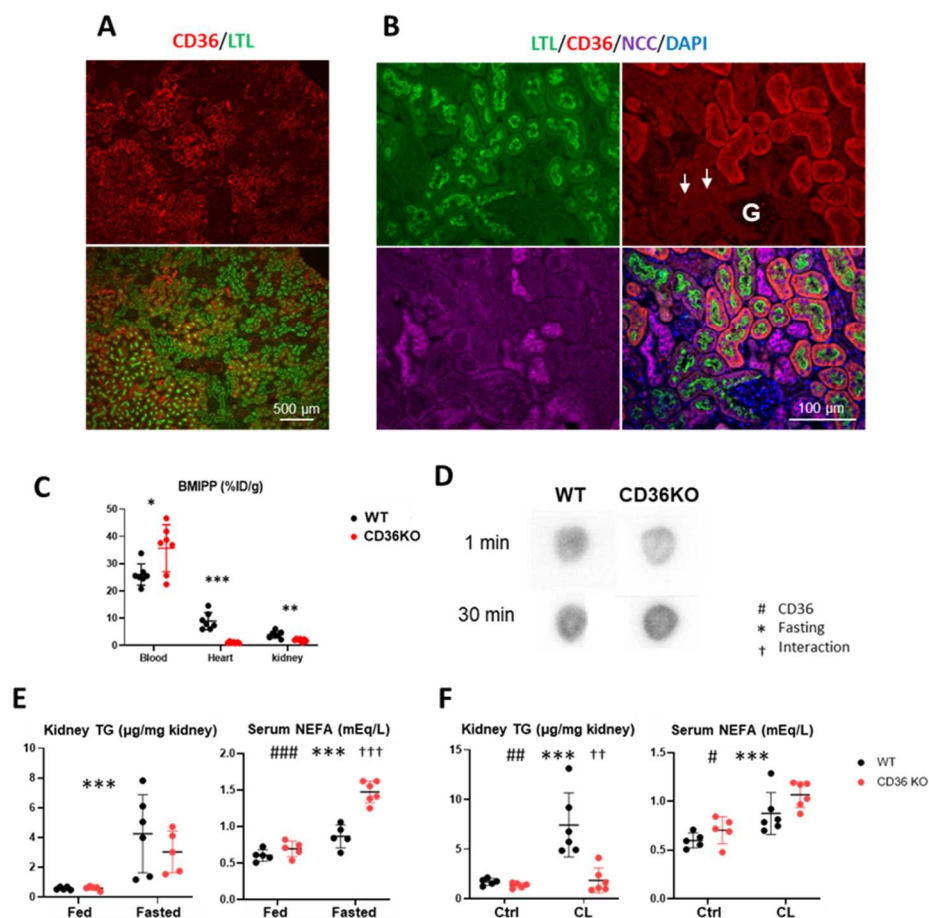 A
CD36/LTL
500 µm
B
LTL/CD36/NCC/DAPI
G
100 µm
C
BMIPP (%ID/g)
*
***
**
50
40
30
20
10
0
Blood Heart kidney
WT
CD36KO
D
WT CD36KO
1 min
30 min
# CD36
* Fasting
† Interaction
E
Kidney TG (µg/mg kidney)
***
8
6
4
2
0
Fed Fasted
Serum NEFA (mEq/L)
### *** †††
2.0
1.5
1.0
0.5
0.0
Fed Fasted
F
Kidney TG (µg/mg kidney)
## *** ††
15
10
5
0
Ctrl CL
Serum NEFA (mEq/L)
# ***
1.5
1.0
0.5
0.0
Ctrl CL
WT
CD36 KO